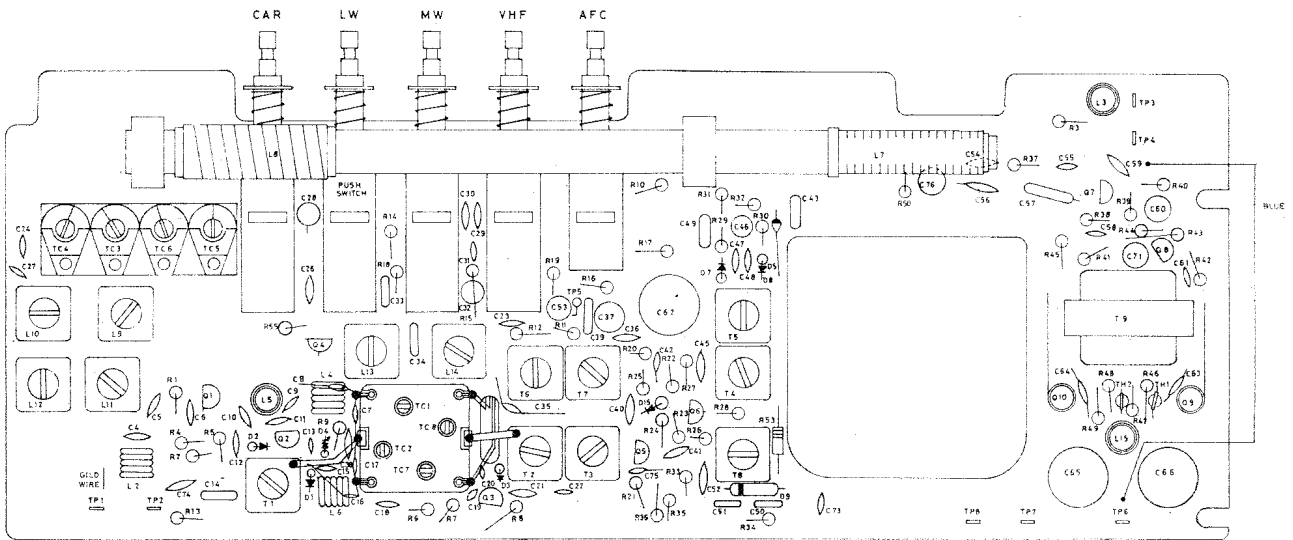 CAR LW MW VHF AFC
L3 TP3
R3 TP4
L8 L7 C54 R37 C55 C59
R50 C76 C56 C57 Q7 R40
PUSH
SWITCH
R10 R31 R32 C43
C28 R14 C30 C49 R29 C46 R30 R39 C60
R38 BLUE
C24 TC4 TC3 TC6 TC5 C29 R17 C47 C58 R44 R43
R45 R41 C71 Q8
C27 C26 R18 C31 R19 R16 D7 C48 D5 D8 C61 R42
C33 C32 TP5
R15 C53 C37 C62
L10 L9 R55 Q4 C23 R12 R11 C39 C36 T5 T9
L13 C34 L14 R20 C42 R22 C45
L12 L11 R1 Q1 L5 C8 L4 C9 T6 T7 R25 R27 T4 C64 R48 TH2 R46 TH1 C63
C5 C6 C10 C11 C7 TC1 C35 C40 D15 R23 Q6 R28 R53 Q10 Q9
C4 R4 R5 D2 Q2 C13 D4 R9 TC8 R24 R26 R49 R47 L15
R7 C12 TC2 Q5 C41
L2 C15 C17 TC7 T2 T3 C75 R33 T8 C65 C66
GILD
WIRE
C74 C14 T1 D1 L6 C16 C20 D3 C52 D9
TP1 TP2 C19 Q3 C21 C22 R21 C51 C50
R13 C18 R6 R7 R8 R36 R35 R34 C73 TP8 TP7 TP6